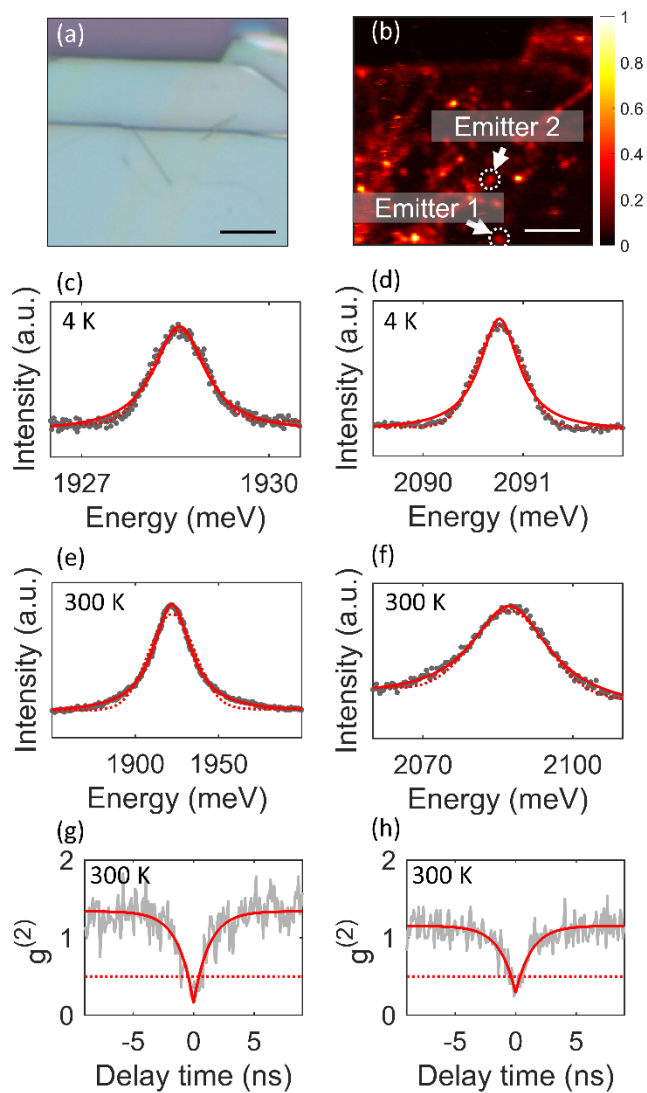 (a)
(b)
1
0.8
0.6
0.4
0.2
0
Emitter 2
Emitter 1
(c)
(d)
Intensity (a.u.)
4 K
1927
1930
Energy (meV)
Intensity (a.u.)
4 K
2090
2091
Energy (meV)
(e)
(f)
Intensity (a.u.)
300 K
1900
1950
Energy (meV)
Intensity (a.u.)
300 K
2070
2100
Energy (meV)
(g)
(h)
g(2)
2
1
0
300 K
-5
0
5
Delay time (ns)
g(2)
2
1
0
300 K
-5
0
5
Delay time (ns)